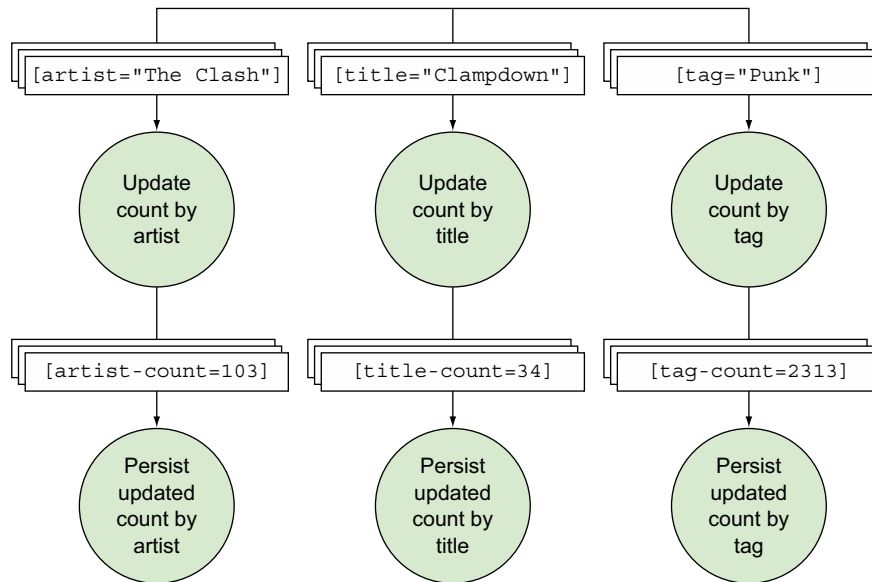 [artist="The Clash"]
[title="Clampdown"]
[tag="Punk"]
Update
count by
artist
Update
count by
title
Update
count by
tag
[artist-count=103]
[title-count=34]
[tag-count=2313]
Persist
updated
count by
artist
Persist
updated
count by
title
Persist
updated
count by
tag